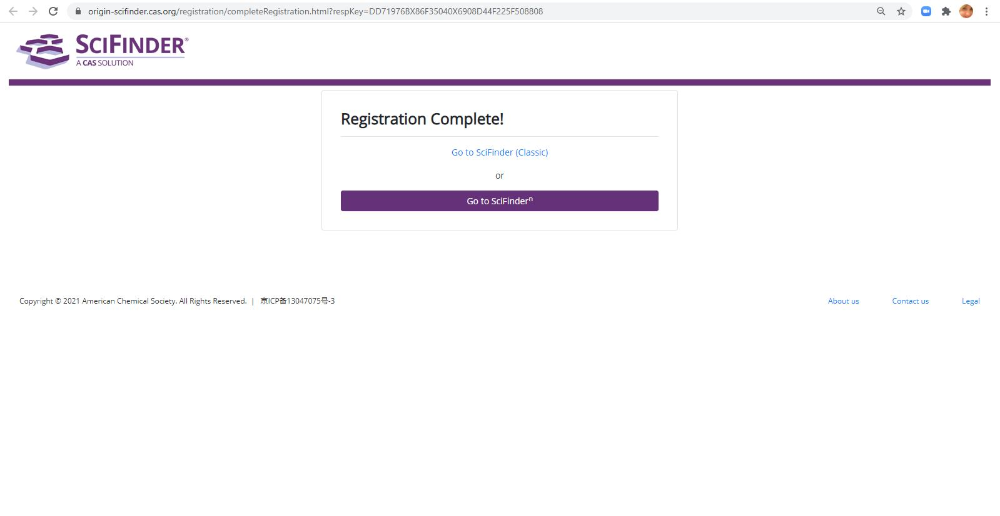 origin-scifinder.cas.org/registration/completeRegistration.html?respKey=DD71976BX86F35040X6908D44F225F508808
SCIFINDER®
A CAS SOLUTION
Registration Complete!
Go to SciFinder (Classic)
or
Go to SciFinderⁿ
Copyright © 2021 American Chemical Society. All Rights Reserved. | 京ICP备13047075号-3 About us Contact us Legal